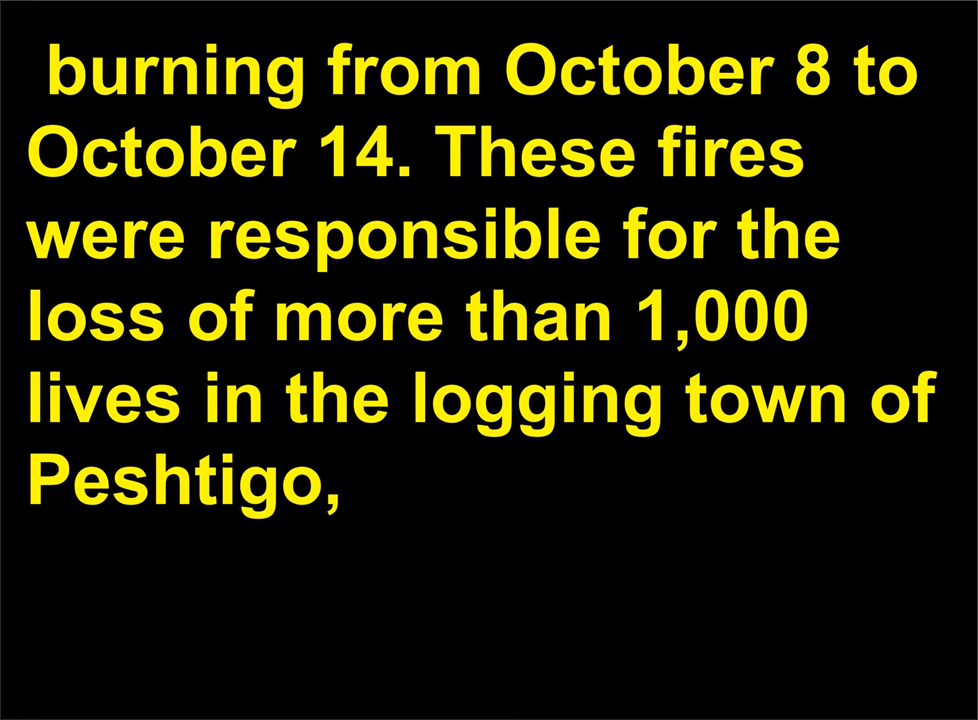 burning from October 8 to
October 14. These fires
were responsible for the
loss of more than 1,000
lives in the logging town of
Peshtigo,